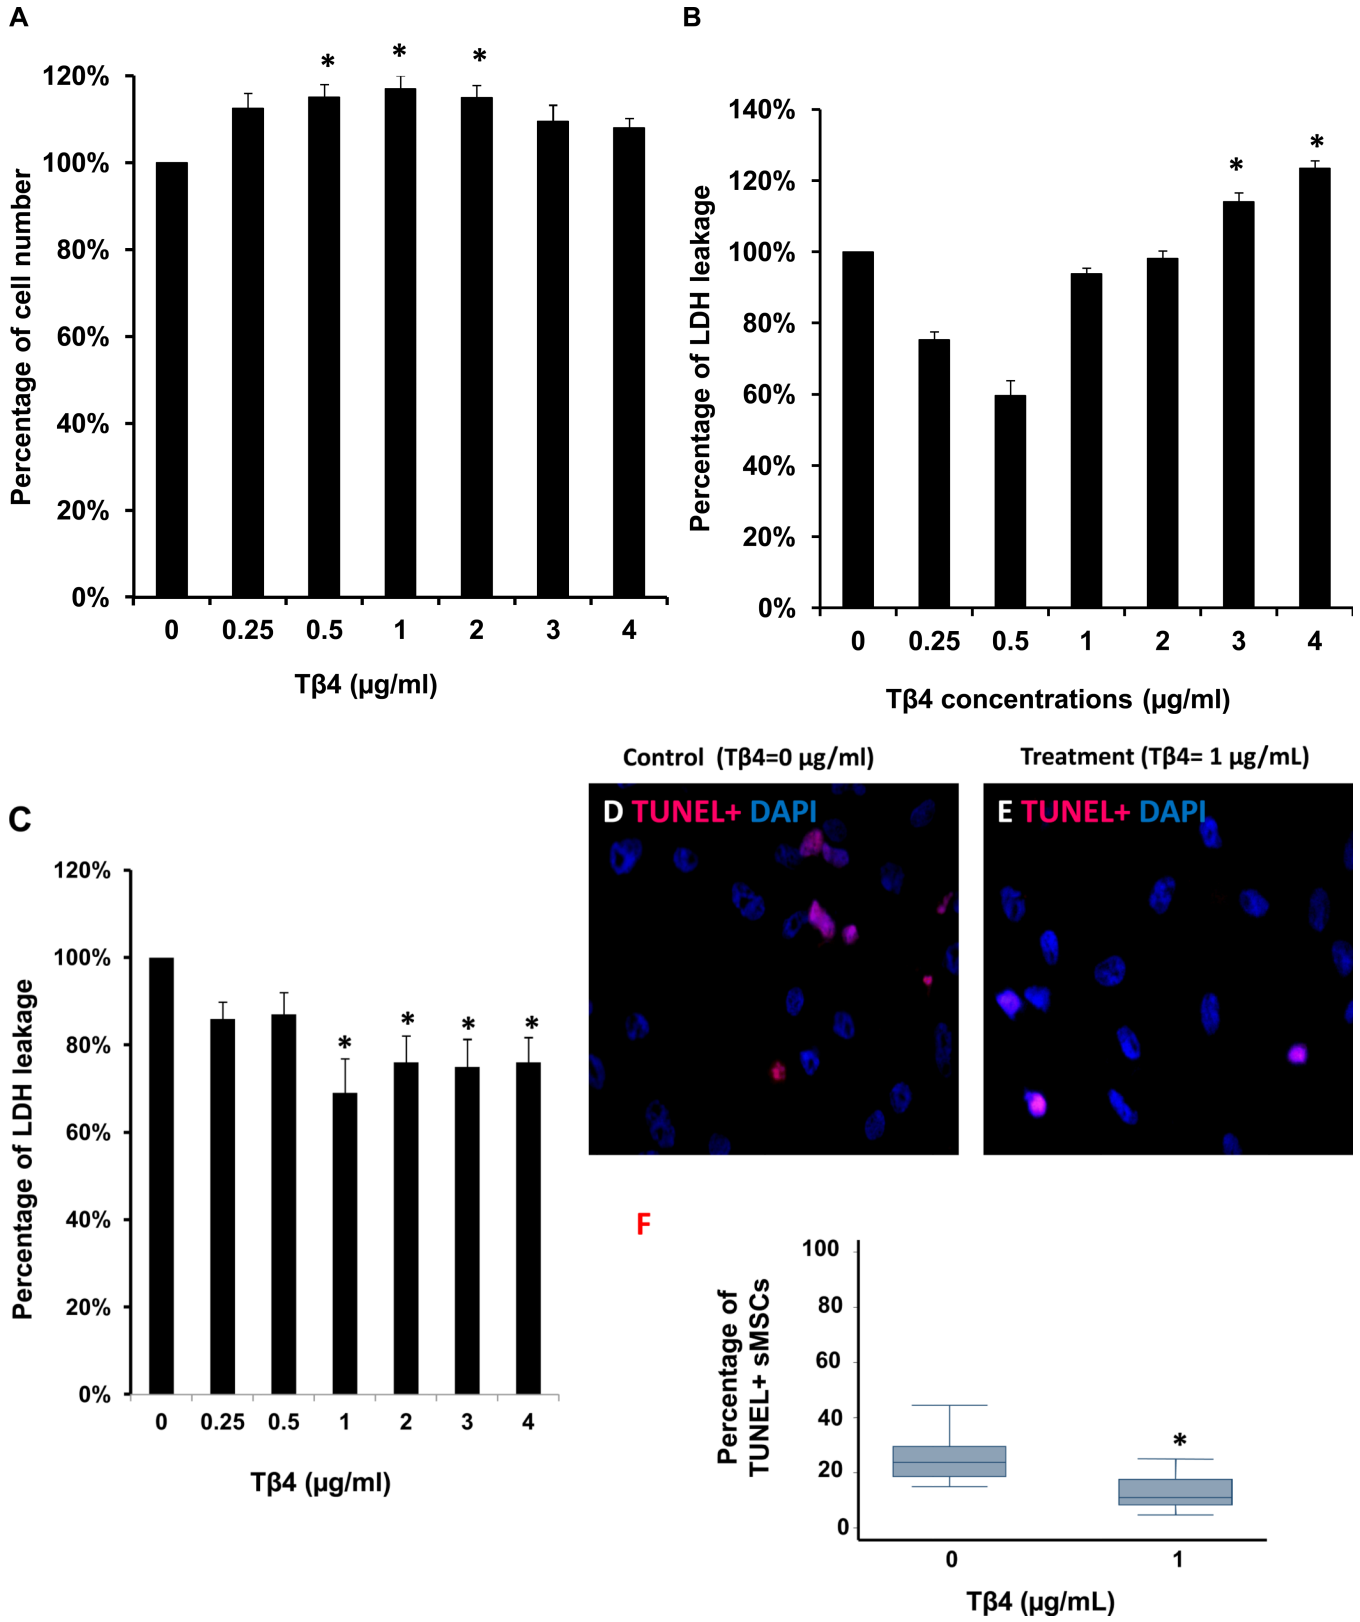 A
Percentage of cell number
120%
100%
80%
60%
40%
20%
0%
* * *
0 0.25 0.5 1 2 3 4
Tβ4 (µg/ml)
B
Percentage of LDH leakage
140%
120%
100%
80%
60%
40%
20%
0%
* *
0 0.25 0.5 1 2 3 4
Tβ4 concentrations (µg/ml)
C
Percentage of LDH leakage
120%
100%
80%
60%
40%
20%
0%
* * * *
0 0.25 0.5 1 2 3 4
Tβ4 (µg/ml)
Control (Tβ4=0 µg/ml)
D TUNEL+ DAPI
Treatment (Tβ4= 1 µg/mL)
E TUNEL+ DAPI
F
Percentage of
TUNEL+ sMSCs
100
80
60
40
20
0
*
0 1
Tβ4 (µg/mL)